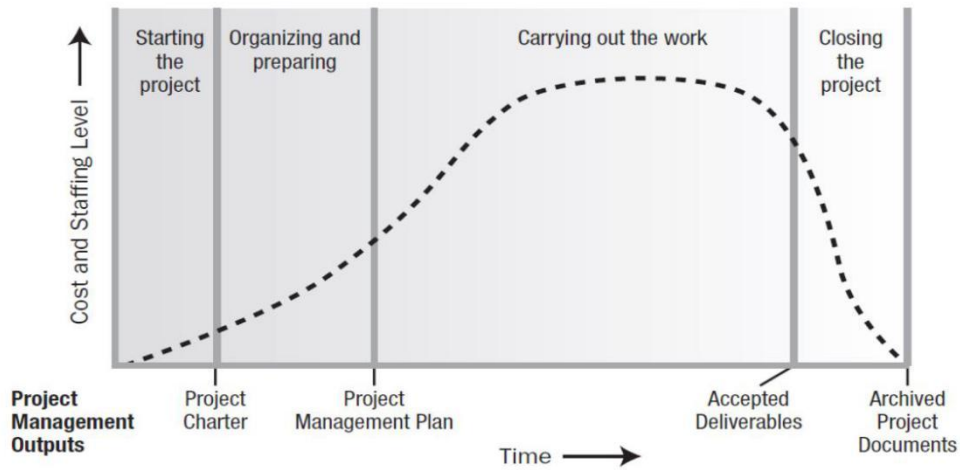 Starting
the
project
Organizing and
preparing
Carrying out the work
Closing
the
project
Cost and Staffing Level
Project
Management
Outputs
Project
Charter
Project
Management Plan
Accepted
Deliverables
Archived
Project
Documents
Time